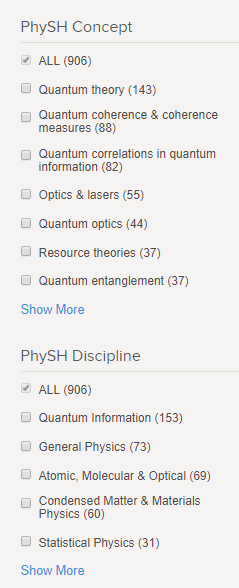 PhySH Concept
ALL (906)
Quantum theory (143)
Quantum coherence & coherence
measures (88)
Quantum correlations in quantum
information (82)
Optics & lasers (55)
Quantum optics (44)
Resource theories (37)
Quantum entanglement (37)
Show More
PhySH Discipline
ALL (906)
Quantum Information (153)
General Physics (73)
Atomic, Molecular & Optical (69)
Condensed Matter & Materials
Physics (60)
Statistical Physics (31)
Show More